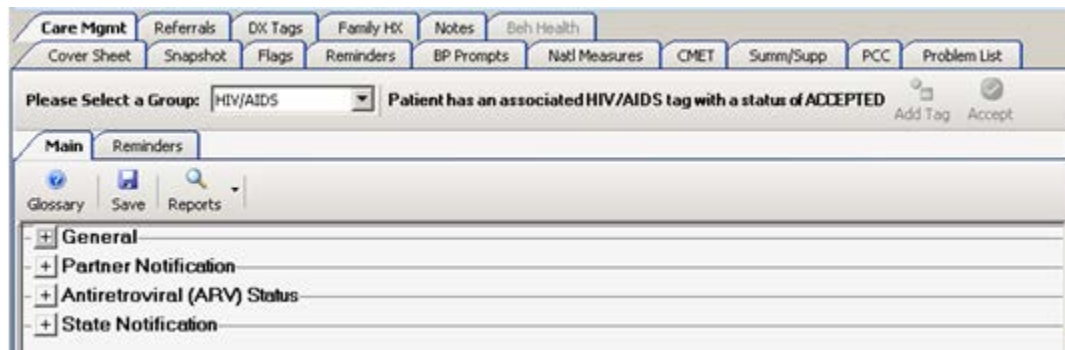 Care Mgmt Referrals DX Tags Family HX Notes Beh Health
Cover Sheet Snapshot Flags Reminders BP Prompts Natl Measures CMET Summ/Supp PCC Problem List
Please Select a Group: HIV/AIDS Patient has an associated HIV/AIDS tag with a status of ACCEPTED Add Tag Accept
Main Reminders
Glossary Save Reports
General
Partner Notification
Antiretroviral (ARV) Status
State Notification